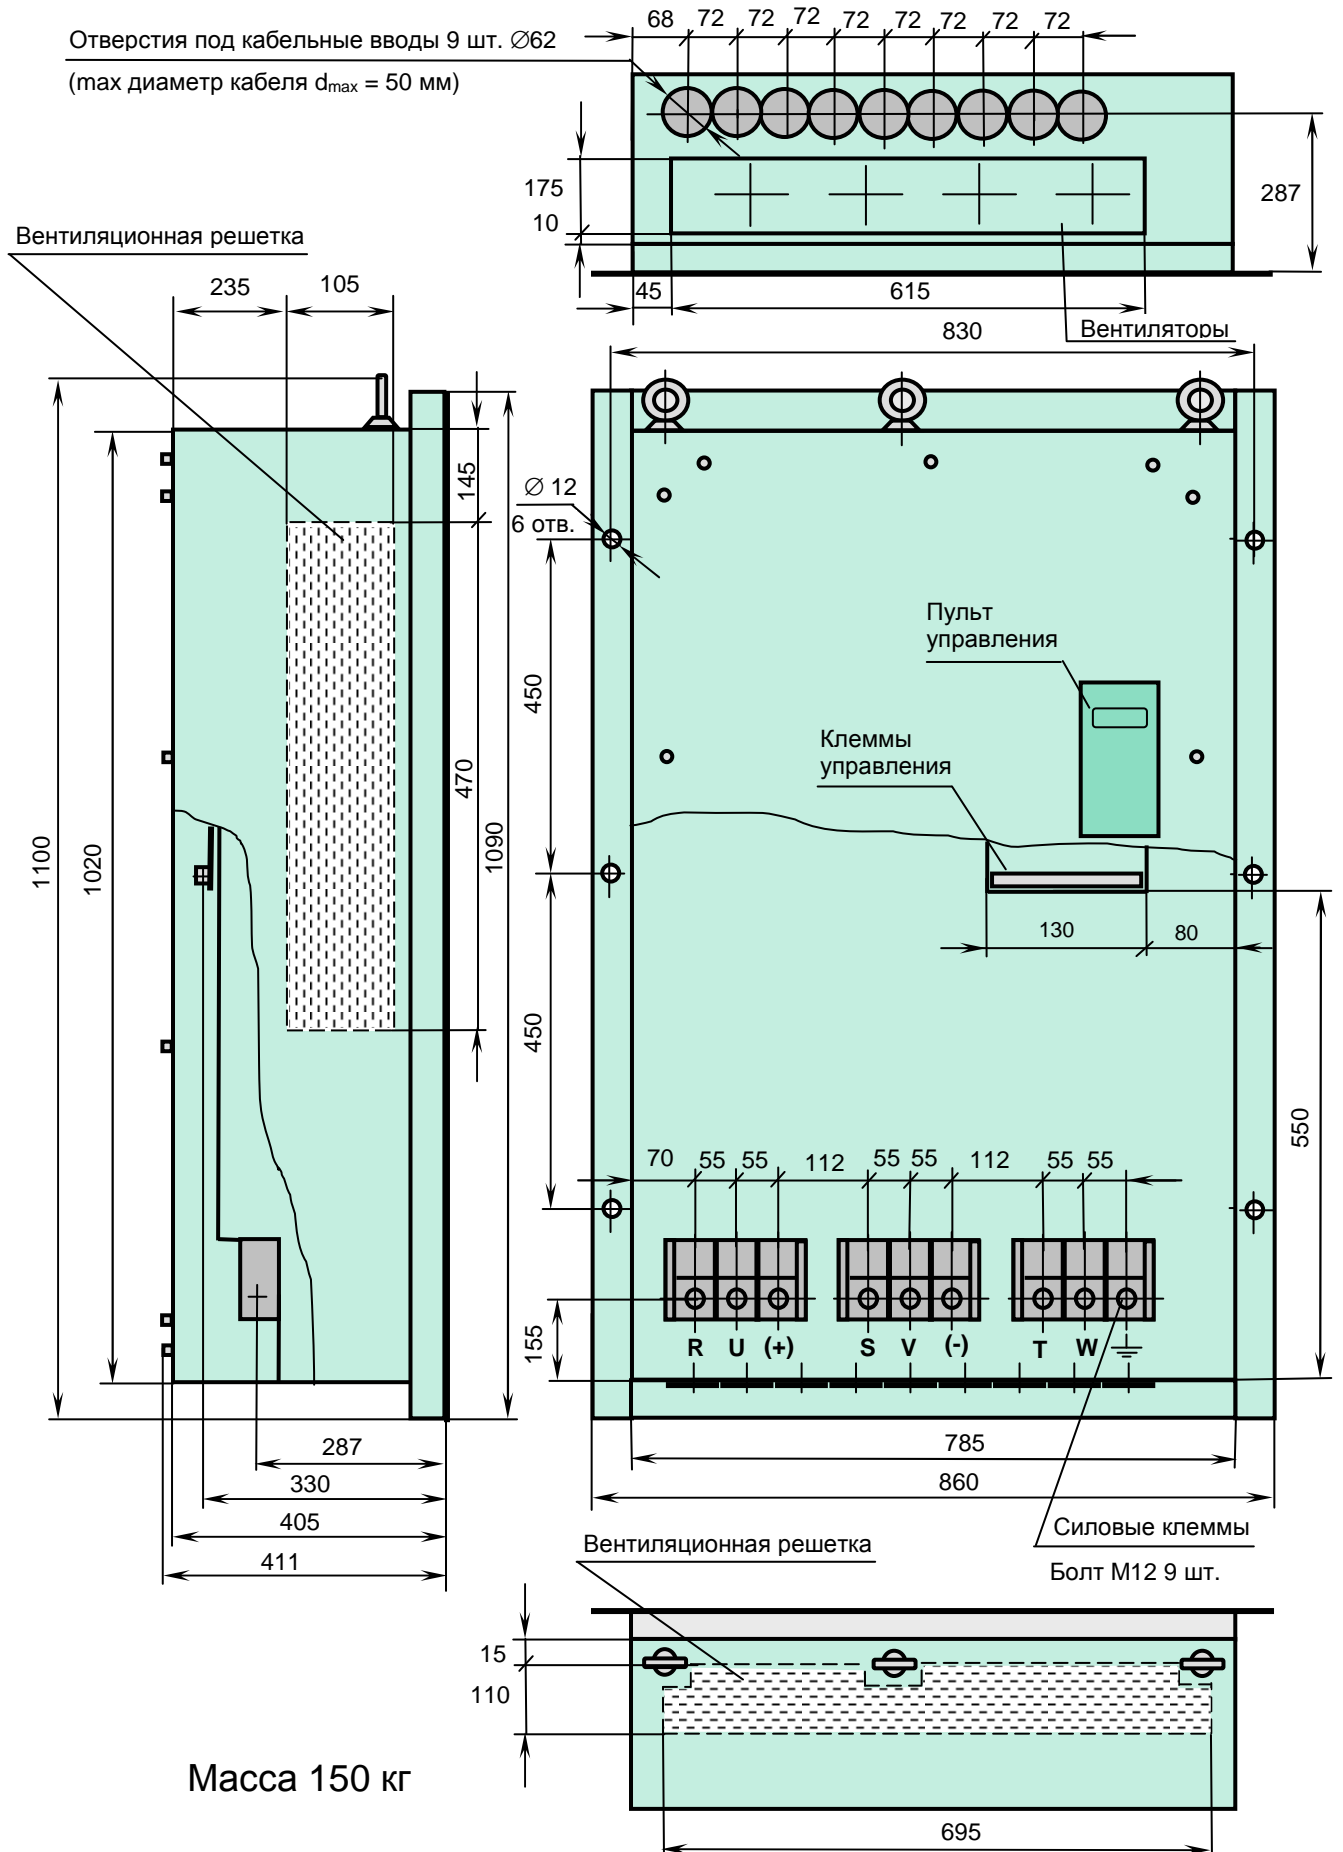 68 72 72 72 72 72 72 72 72
Отверстия под кабельные вводы 9 шт. ∅62
(max диаметр кабеля dmax = 50 мм)
175
287
10
Вентиляционная решетка
235 105
45 615
830
Вентиляторы
145
∅ 12
6 отв.
Пульт
управления
450
Клеммы
управления
470
1100
1020
1090
130 80
450
550
70 55 55 112 55 55 112 55 55
155
R U (+) S V (-) T W
287
785
330
860
405
Силовые клеммы
411
Вентиляционная решетка
Болт М12 9 шт.
15
110
Масса 150 кг
695